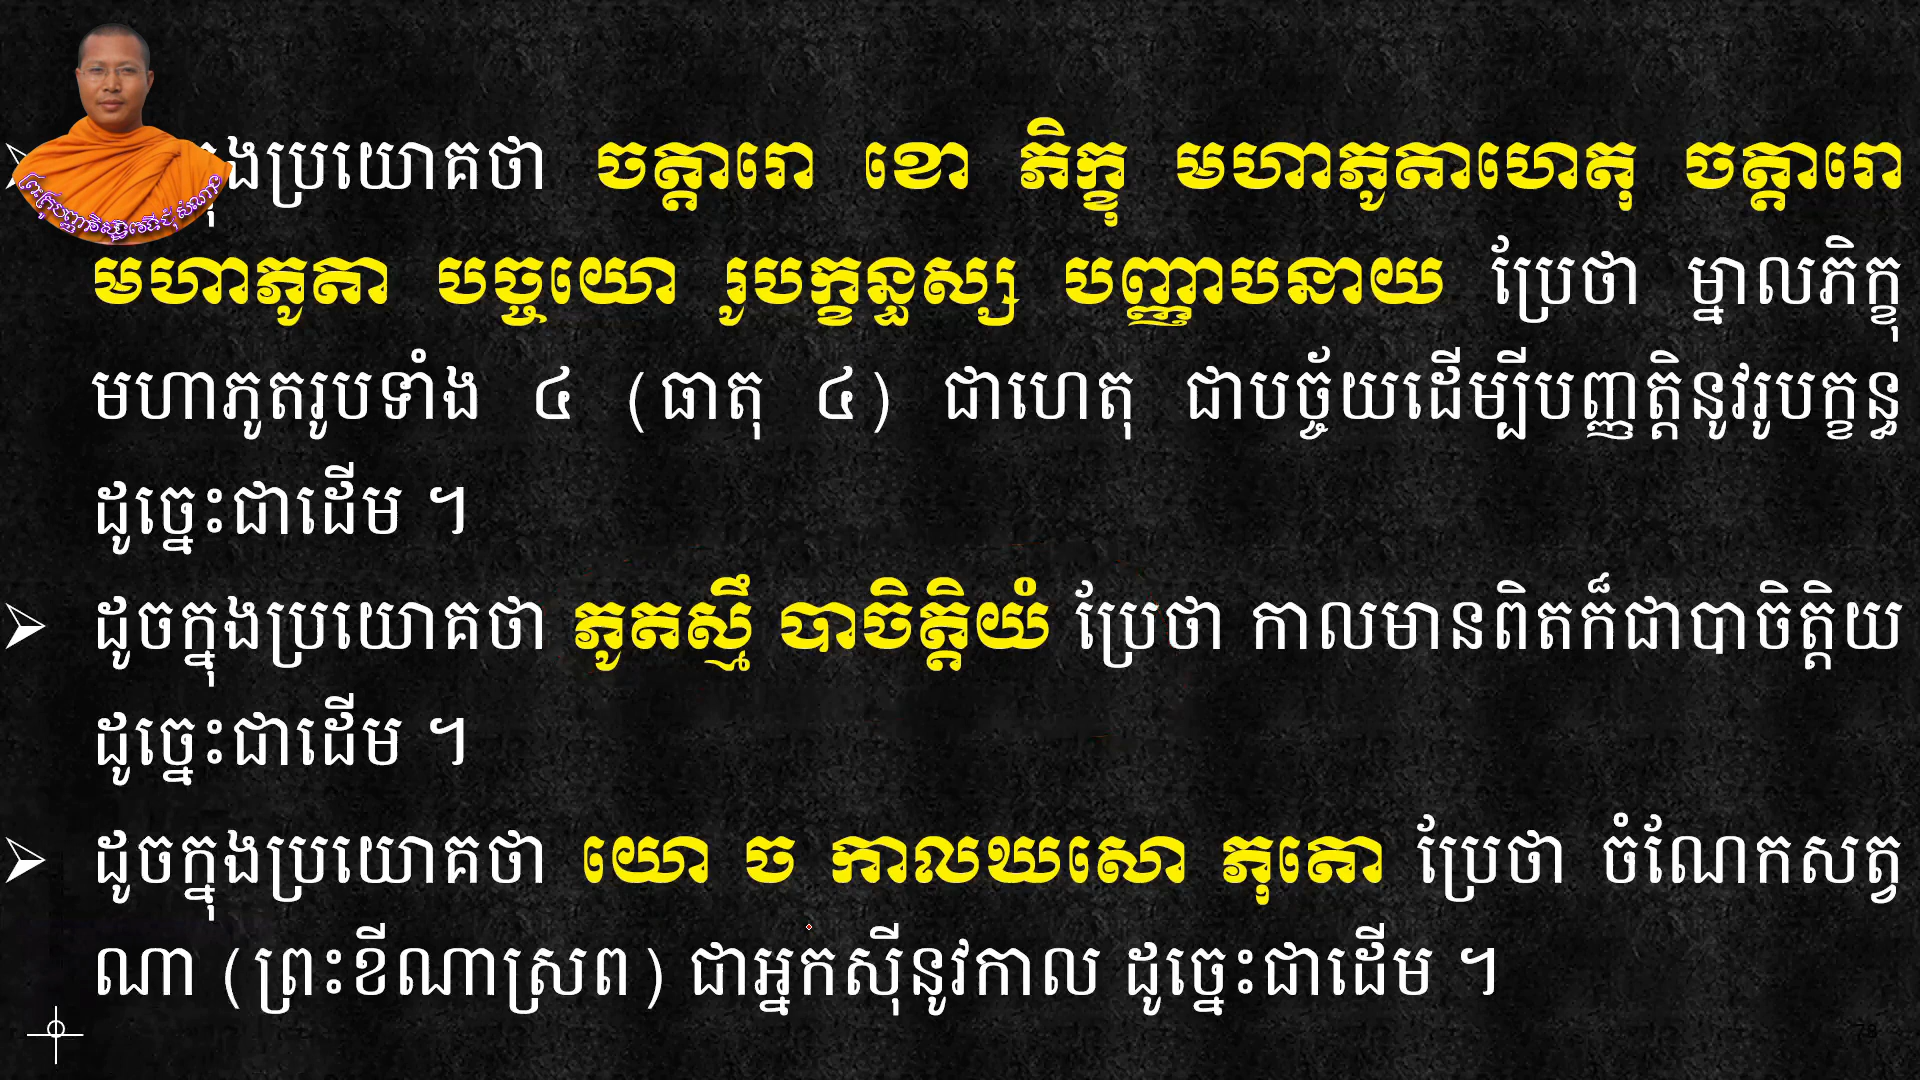 ក្នុងប្រយោគថា ចត្តារោ ខោ ភិក្ខុ មហាភូតាហេតុ ចត្តារោ
មហាភូតា បច្ចយោ រូបក្ខន្ធស្ស បញ្ញាបនាយ ប្រែថា ម្នាលភិក្ខុ
មហាភូតរូបទាំង ៤ (ធាតុ ៤) ជាហេតុ ជាបច្ច័យដើម្បីបញ្ញត្តិនូវរូបក្ខន្ធ
ដូច្នេះជាដើម ។
ដូចក្នុងប្រយោគថា ភូតស្មឹ បាចិត្តិយំ ប្រែថា កាលមានពិតក៏ជាបាចិត្តិយ
ដូច្នេះជាដើម ។
ដូចក្នុងប្រយោគថា យោ ច កាលឃសោ ភុតោ ប្រែថា ចំណែកសត្វ
ណា (ព្រះខីណាស្រព) ជាអ្នកស៊ីនូវកាល ដូច្នេះជាដើម ។